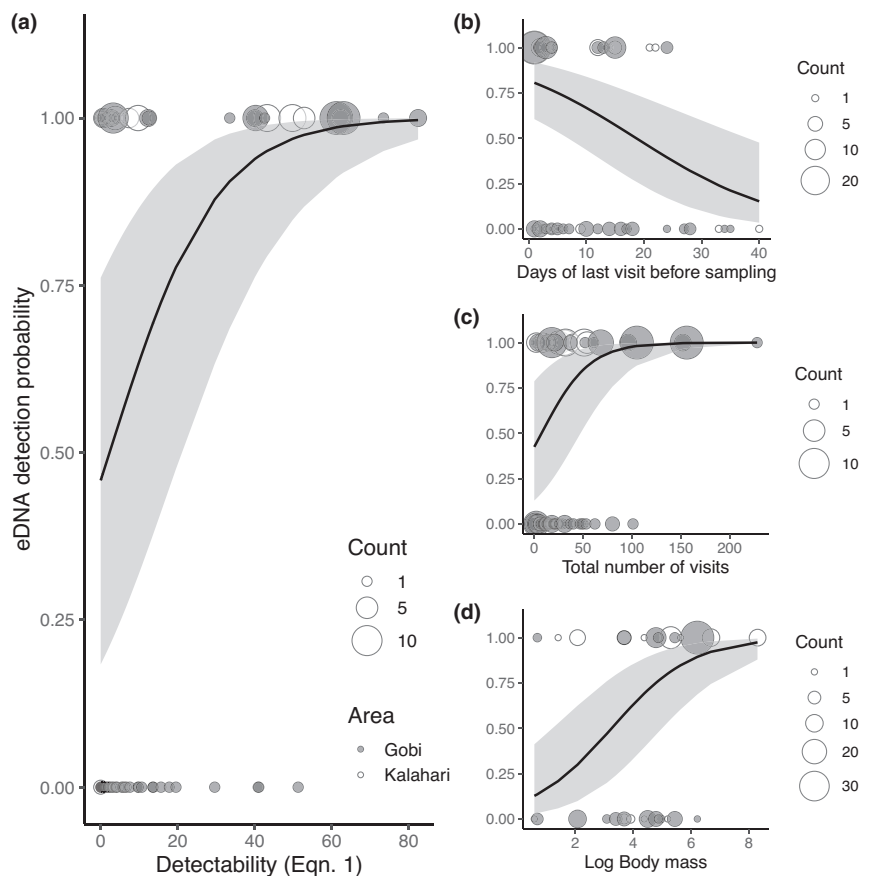 (a)
eDNA detection probability
1.00
0.75
0.50
0.25
0.00
0 20 40 60 80
Detectability (Eqn. 1)
Count
1
5
10
Area
Gobi
Kalahari
(b)
1.00
0.75
0.50
0.25
0.00
0 10 20 30 40
Days of last visit before sampling
Count
1
5
10
20
(c)
1.00
0.75
0.50
0.25
0.00
0 50 100 150 200
Total number of visits
Count
1
5
10
(d)
1.00
0.75
0.50
0.25
0.00
2 4 6 8
Log Body mass
Count
1
5
10
20
30